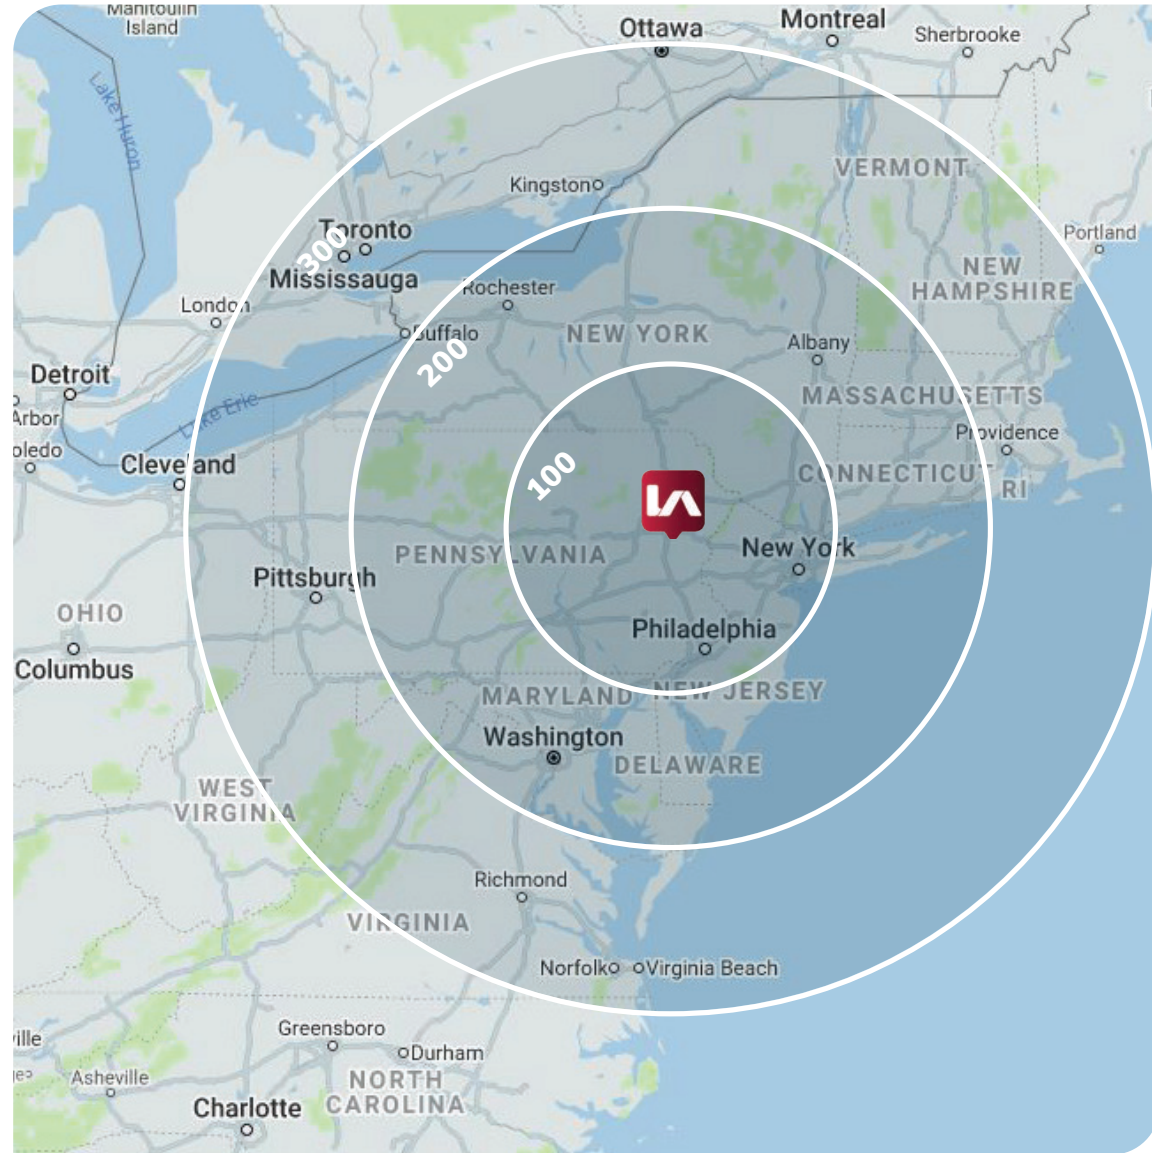 Manitoulin
Island
Ottawa
Montreal
Sherbrooke
Lake Huron
VERMONT
Kingston
Toronto
300
Mississauga
Portland
NEW
HAMPSHIRE
Rochester
London
Buffalo
NEW YORK
Albany
200
Detroit
Arbor
MASSACHUSETTS
Lake Erie
Providence
oledo
Cleveland
100
CONNECTICUT
RI
PENNSYLVANIA
New York
Pittsburgh
OHIO
Philadelphia
Columbus
MARYLAND
NEW JERSEY
Washington
DELAWARE
WEST
VIRGINIA
Richmond
VIRGINIA
Norfolk
Virginia Beach
Greensboro
ville
Durham
Asheville
NORTH
CAROLINA
Charlotte